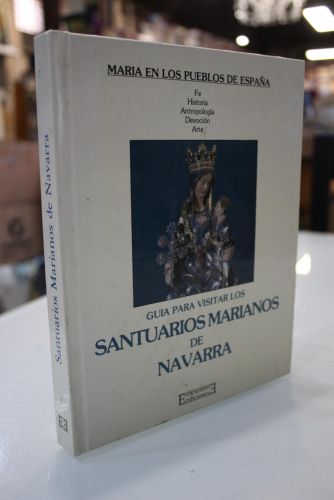 MARIA EN LOS PUEBLOS DE ESPAÑA
Fe
Historia
Antropología
Devoción
Arte
GUIA PARA VISITAR LOS
SANTUARIOS MARIANOS
DE
NAVARRA
Santuarios Marianos de Navarra